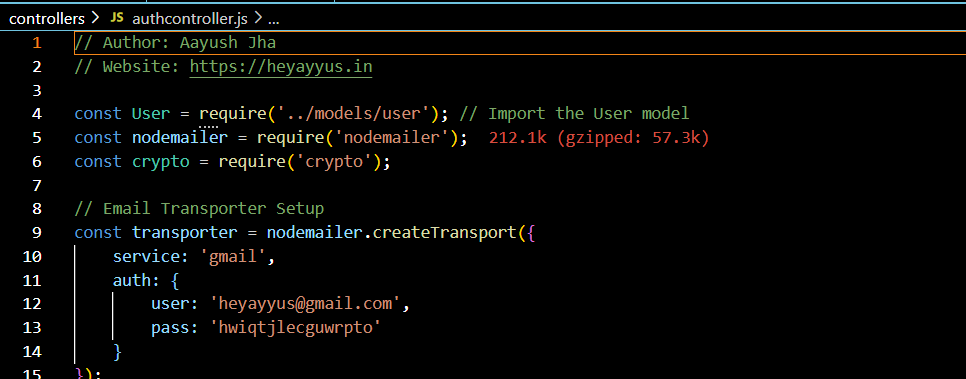 controllers > JS authcontroller.js > ...
1 // Author: Aayush Jha
2 // Website: https://heyayyus.in
3
4 const User = require('../models/user'); // Import the User model
5 const nodemailer = require('nodemailer'); 212.1k (gzipped: 57.3k)
6 const crypto = require('crypto');
7
8 // Email Transporter Setup
9 const transporter = nodemailer.createTransport({
10 service: 'gmail',
11 auth: {
12 user: 'heyayyus@gmail.com',
13 pass: 'hwiqtjlecguwrpto'
14 }
15 });